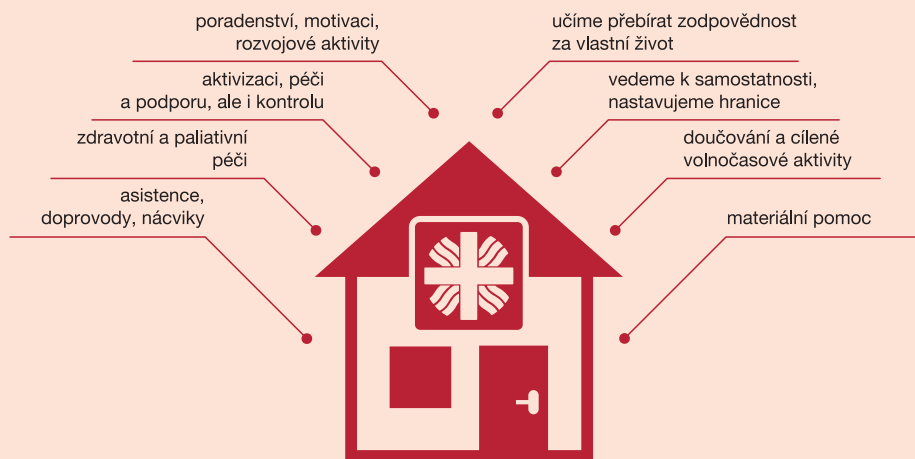 poradenství, motivaci,
rozvojové aktivity
aktivizaci, péči
a podporu, ale i kontrolu
zdravotní a paliativní
péči
asistence,
doprovody, nácviky
učíme přebírat zodpovědnost
za vlastní život
vedeme k samostatnosti,
nastavujeme hranice
doučování a cílené
volnočasové aktivity
materiální pomoc